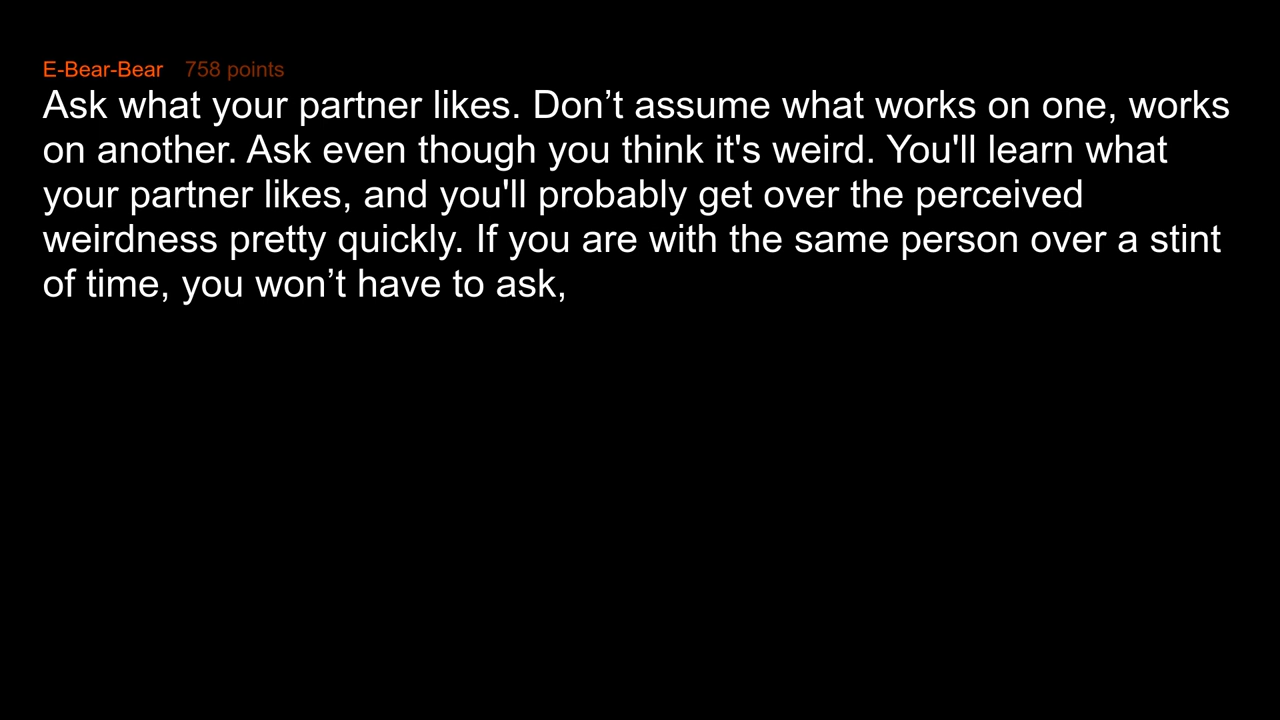 E-Bear-Bear 758 points
Ask what your partner likes. Don’t assume what works on one, works
on another. Ask even though you think it's weird. You'll learn what
your partner likes, and you'll probably get over the perceived
weirdness pretty quickly. If you are with the same person over a stint
of time, you won’t have to ask,